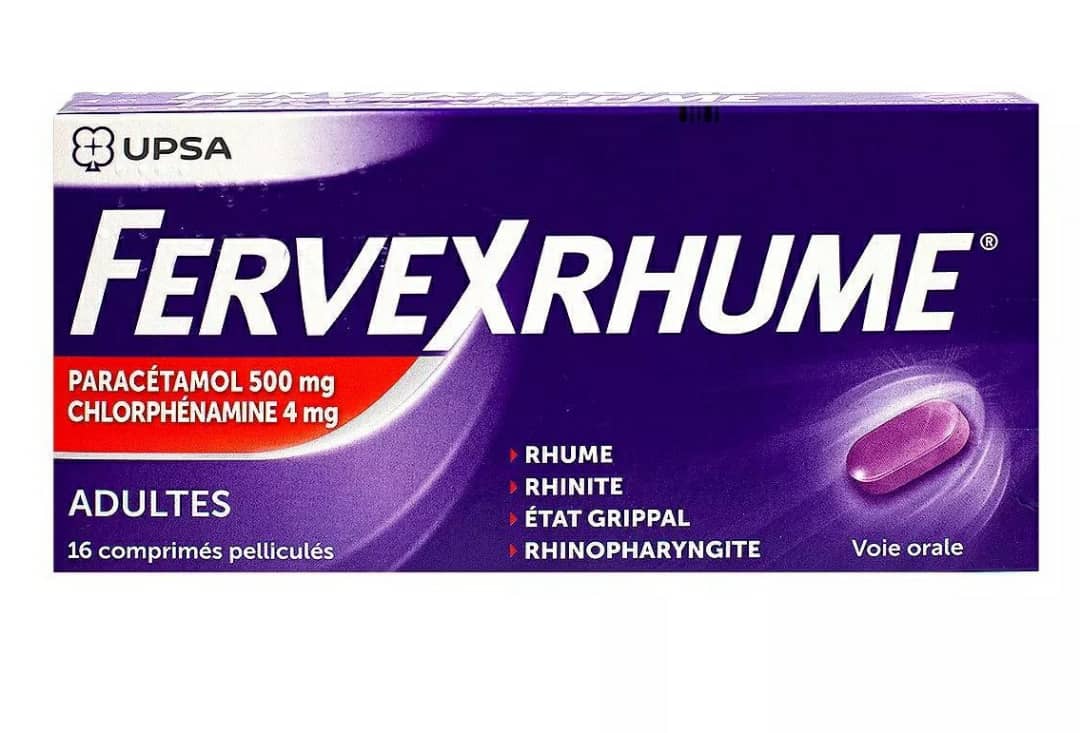 FERVEXRHUME
UPSA
FERVEXRHUME®
PARACÉTAMOL 500 mg
CHLORPHÉNAMINE 4 mg
ADULTES
16 comprimés pelliculés
RHUME
RHINITE
ÉTAT GRIPPAL
RHINOPHARYNGITE
Voie orale